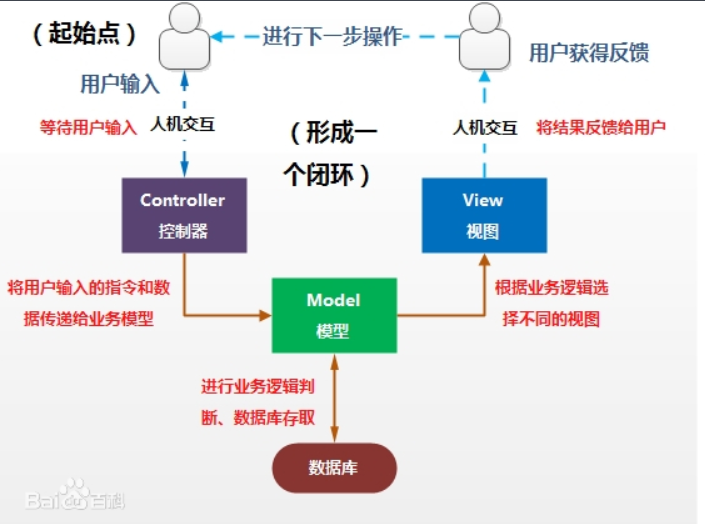 （起始点）
进行下一步操作
用户获得反馈
用户输入
等待用户输入
人机交互
（形成一
个闭环）
人机交互
将结果反馈给用户
Controller
控制器
View
视图
将用户输入的指令和数
据传递给业务模型
Model
模型
根据业务逻辑选
择不同的视图
进行业务逻辑判
断、数据库存取
数据库
Baidu百科